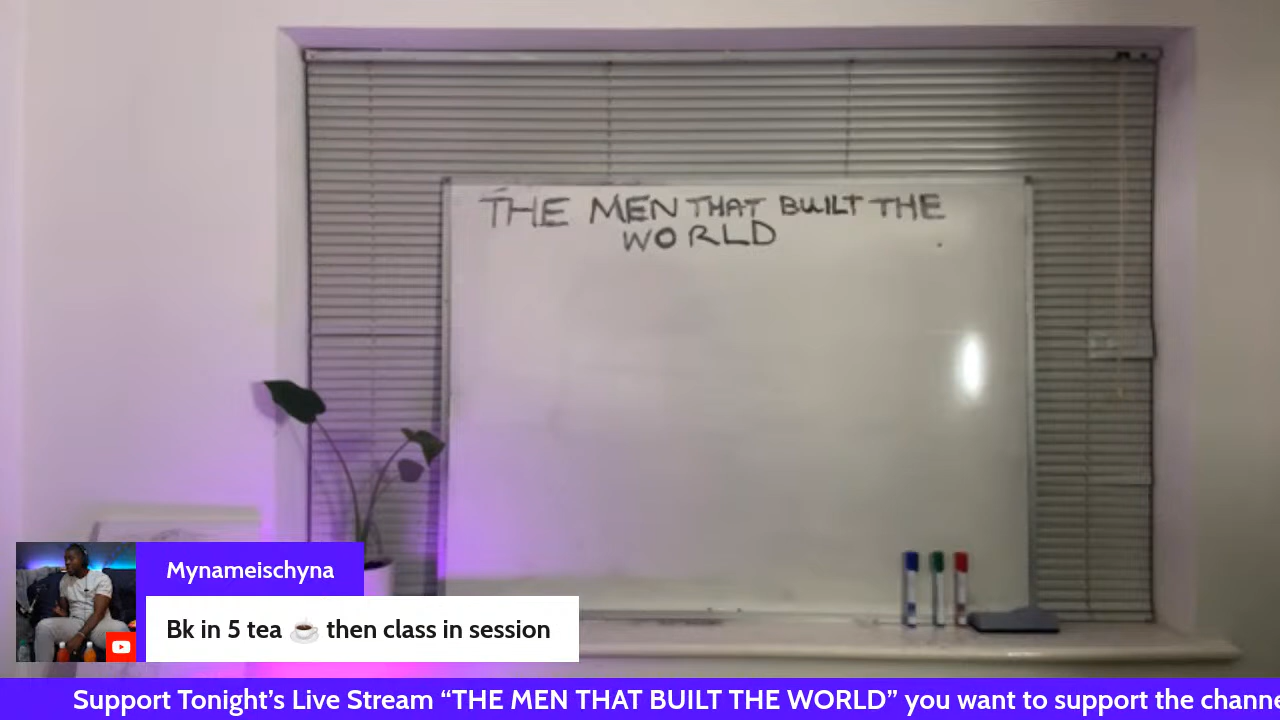 THE MEN THAT BUILT THE
WORLD
Mynameischyna
Bk in 5 tea ☕ then class in session
Support Tonight’s Live Stream “THE MEN THAT BUILT THE WORLD” you want to support the channe